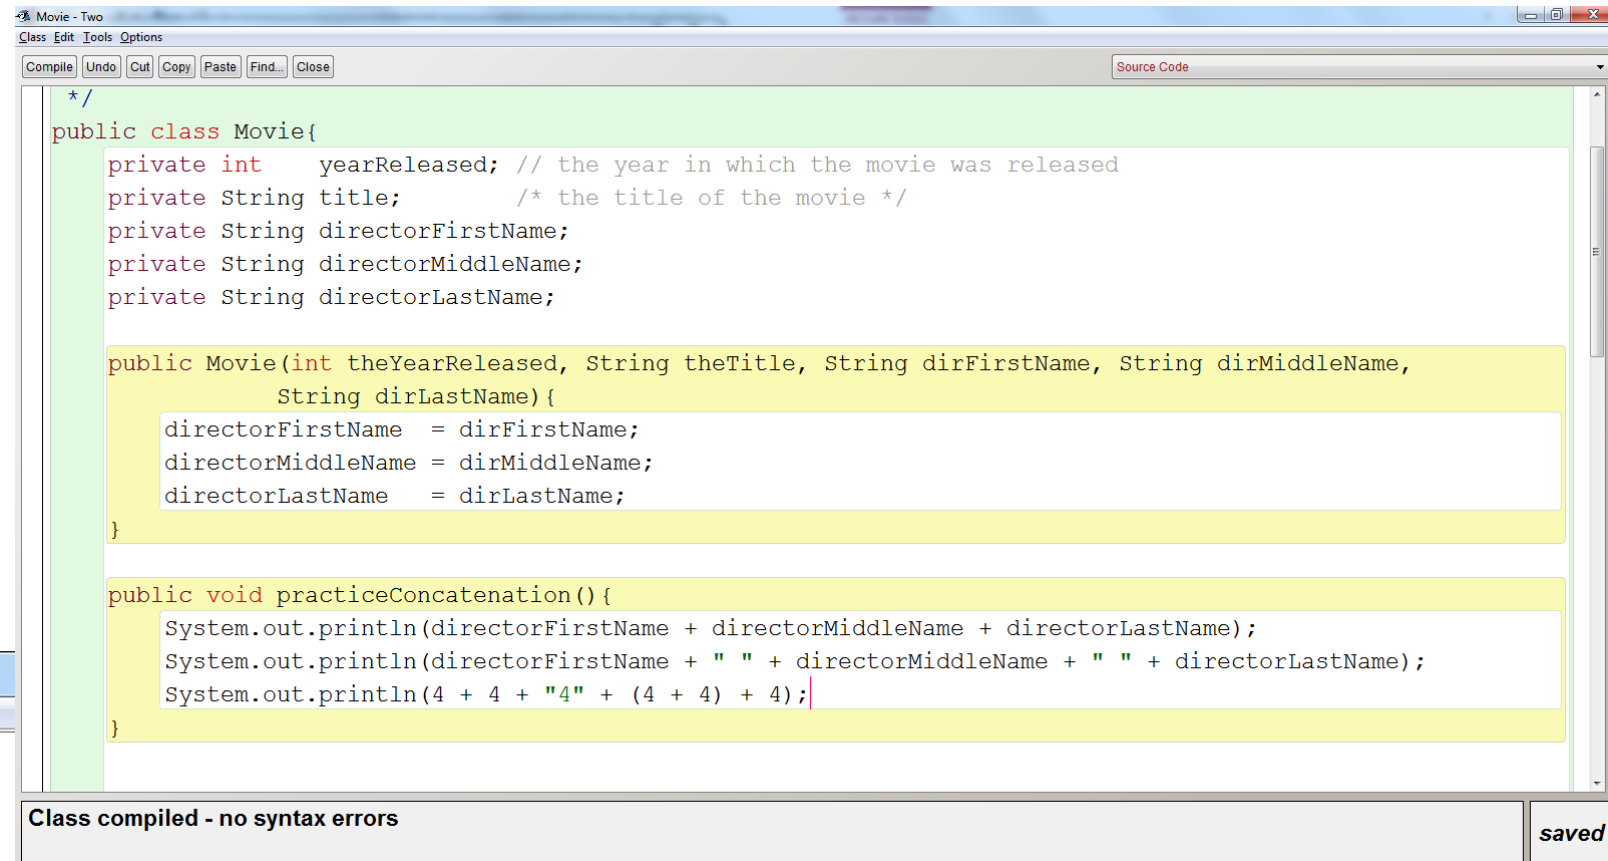 Movie - Two
Class Edit Tools Options
Compile Undo Cut Copy Paste Find... Close Source Code
*/
public class Movie{
private int    yearReleased; // the year in which the movie was released
private String title;        /* the title of the movie */
private String directorFirstName;
private String directorMiddleName;
private String directorLastName;
public Movie(int theYearReleased, String theTitle, String dirFirstName, String dirMiddleName,
String dirLastName){
directorFirstName  = dirFirstName;
directorMiddleName = dirMiddleName;
directorLastName   = dirLastName;
}
public void practiceConcatenation(){
System.out.println(directorFirstName + directorMiddleName + directorLastName);
System.out.println(directorFirstName + " " + directorMiddleName + " " + directorLastName);
System.out.println(4 + 4 + "4" + (4 + 4) + 4);
}
Class compiled - no syntax errors
saved